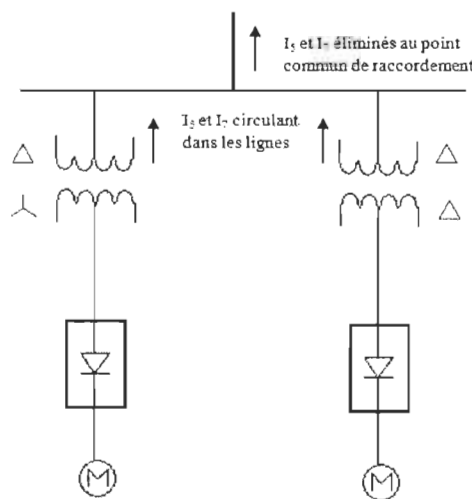 I₅ et I₇ éliminés au point
commun de raccordement
I₅ et I₇ circulant
dans les lignes
M
M